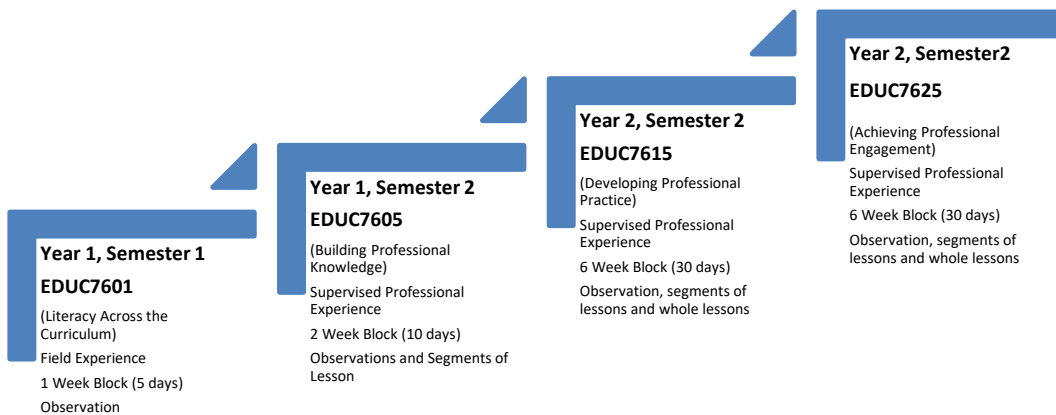 Year 1, Semester 1
EDUC7601
(Literacy Across the
Curriculum)
Field Experience
1 Week Block (5 days)
Observation
Year 1, Semester 2
EDUC7605
(Building Professional
Knowledge)
Supervised Professional
Experience
2 Week Block (10 days)
Observations and Segments of
Lesson
Year 2, Semester 2
EDUC7615
(Developing Professional
Practice)
Supervised Professional
Experience
6 Week Block (30 days)
Observation, segments of
lessons and whole lessons
Year 2, Semester2
EDUC7625
(Achieving Professional
Engagement)
Supervised Professional
Experience
6 Week Block (30 days)
Observation, segments of
lessons and whole lessons